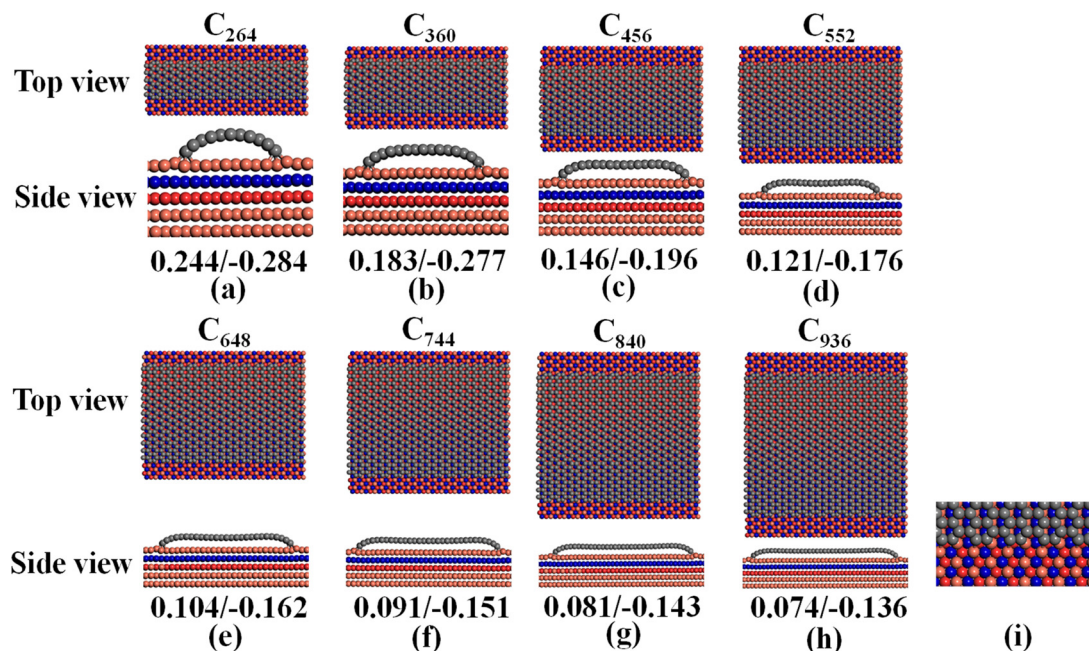 C264 C360 C456 C552
Top view
Side view
0.244/-0.284 0.183/-0.277 0.146/-0.196 0.121/-0.176
(a) (b) (c) (d)
C648 C744 C840 C936
Top view
Side view
0.104/-0.162 0.091/-0.151 0.081/-0.143 0.074/-0.136
(e) (f) (g) (h) (i)